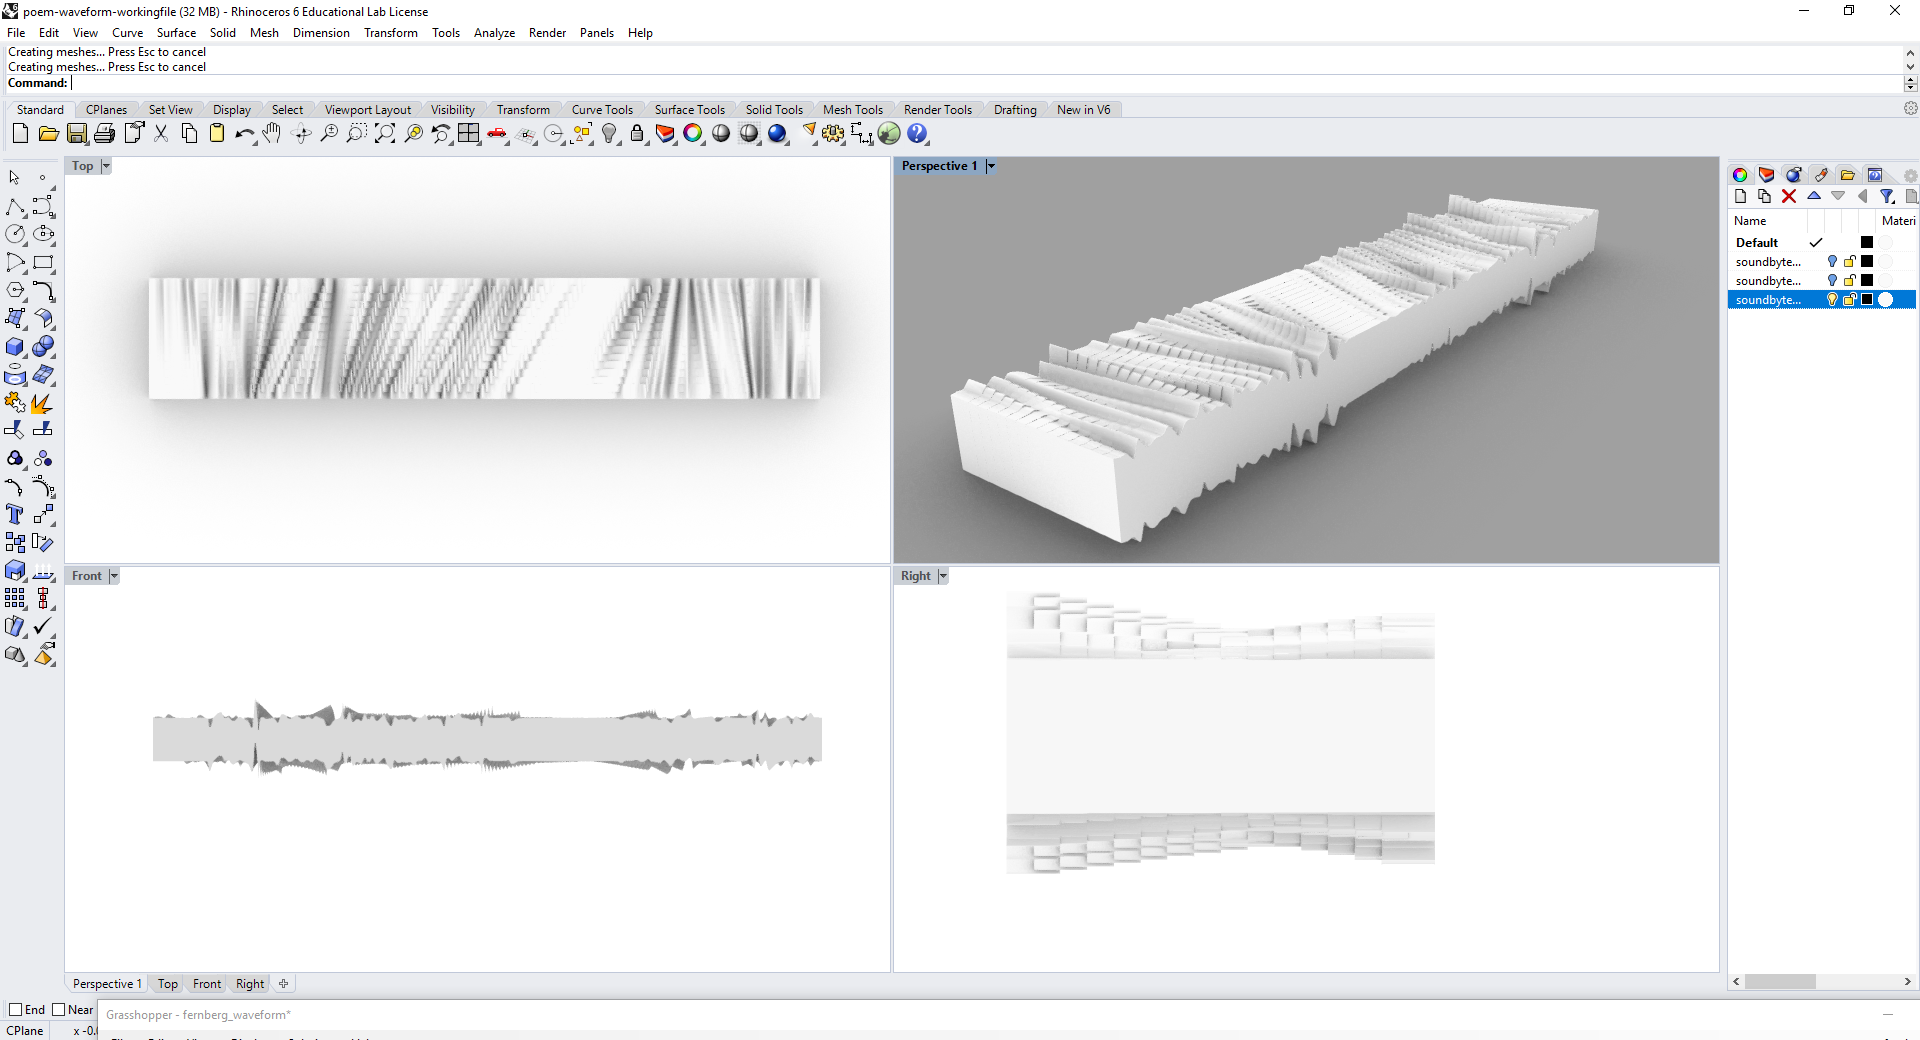 poem-waveform-workingfile (32 MB) - Rhinoceros 6 Educational Lab License
File Edit View Curve Surface Solid Mesh Dimension Transform Tools Analyze Render Panels Help
Creating meshes... Press Esc to cancel
Creating meshes... Press Esc to cancel
Command:
Standard CPlanes Set View Display Select Viewport Layout Visibility Transform Curve Tools Surface Tools Solid Tools Mesh Tools Render Tools Drafting New in V6
Top
Perspective 1
Name Materi
Default
soundbyte...
soundbyte...
soundbyte...
Front
Right
Perspective 1 Top Front Right
End Near
Grasshopper - fernberg_waveform*
CPlane x -0.